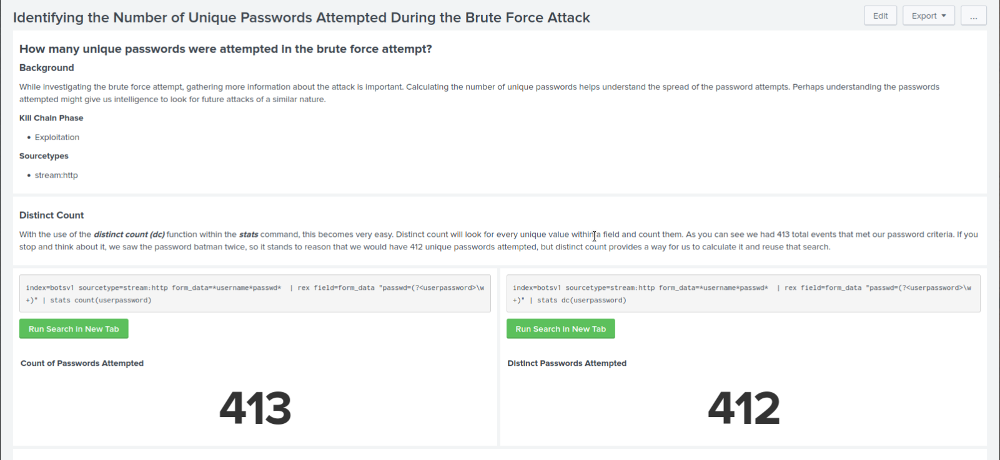 Identifying the Number of Unique Passwords Attempted During the Brute Force Attack
Edit
Export
...
How many unique passwords were attempted in the brute force attempt?
Background
While investigating the brute force attempt, gathering more information about the attack is important. Calculating the number of unique passwords helps understand the spread of the password attempts. Perhaps understanding the passwords
attempted might give us intelligence to look for future attacks of a similar nature.
Kill Chain Phase
• Exploitation
Sourcetypes
• stream:http
Distinct Count
With the use of the distinct count (dc) function within the stats command, this becomes very easy. Distinct count will look for every unique value within a field and count them. As you can see we had 413 total events that met our password criteria. If you
stop and think about it, we saw the password batman twice, so it stands to reason that we would have 412 unique passwords attempted, but distinct count provides a way for us to calculate it and reuse that search.
index=botsv1 sourcetype=stream:http form_data=*username*passwd*  | rex field=form_data "passwd=(?<userpassword>\w
+)" | stats count(userpassword)
Run Search in New Tab
Count of Passwords Attempted
413
index=botsv1 sourcetype=stream:http form_data=*username*passwd*  | rex field=form_data "passwd=(?<userpassword>\w
+)" | stats dc(userpassword)
Run Search in New Tab
Distinct Passwords Attempted
412